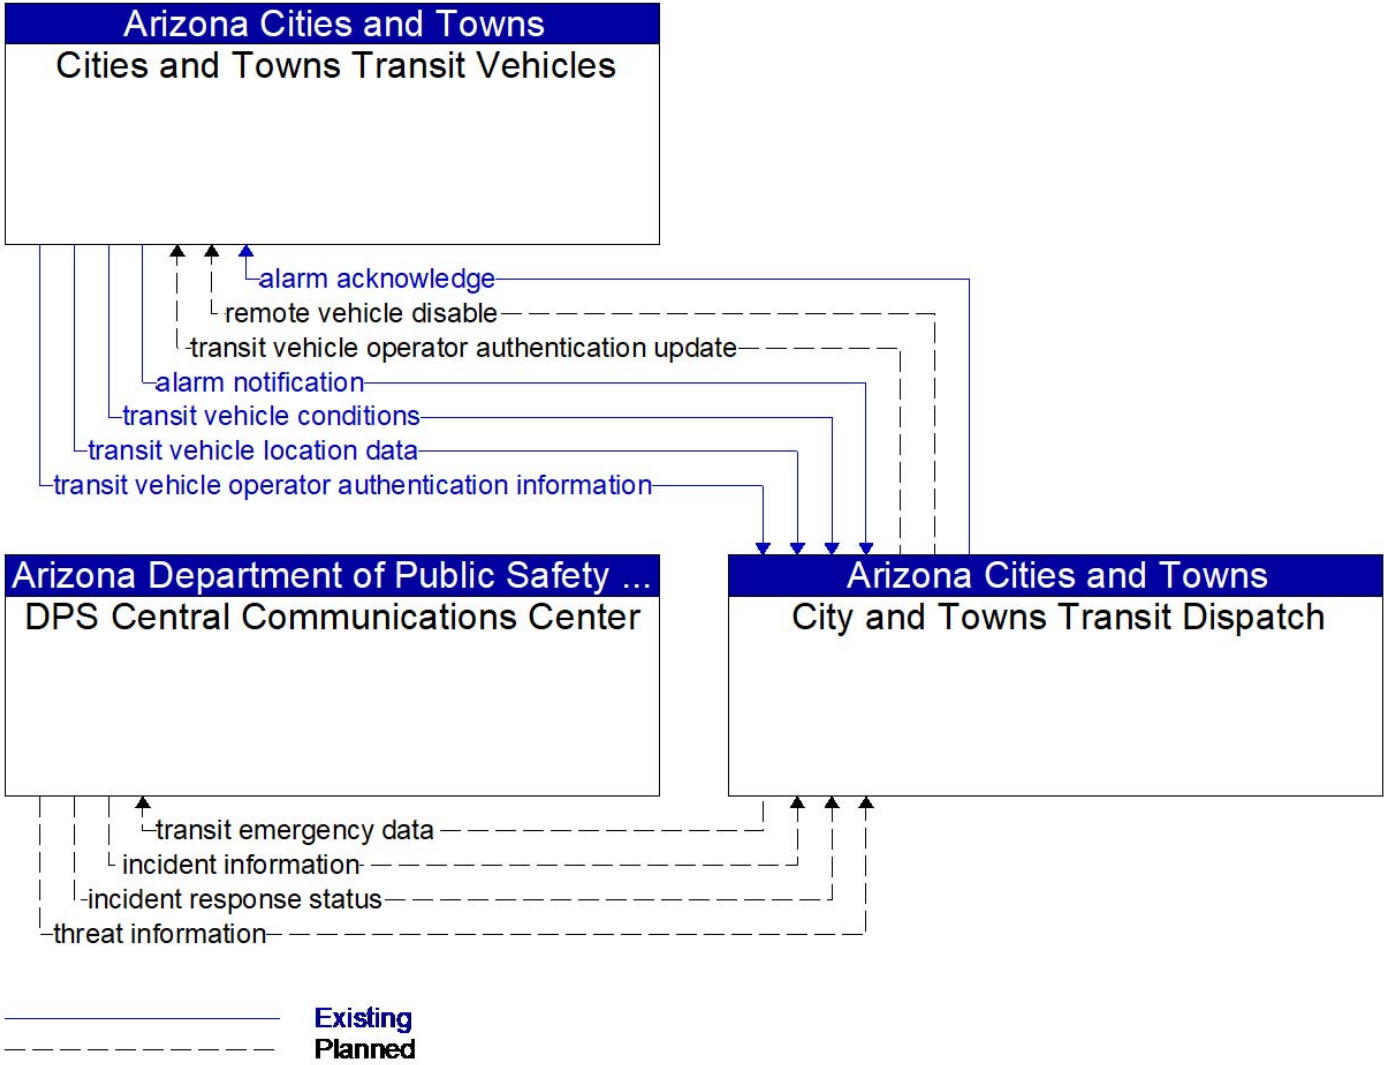 Arizona Cities and Towns
Cities and Towns Transit Vehicles
alarm acknowledge
remote vehicle disable
transit vehicle operator authentication update
alarm notification
transit vehicle conditions
transit vehicle location data
transit vehicle operator authentication information
Arizona Department of Public Safety ...
DPS Central Communications Center
Arizona Cities and Towns
City and Towns Transit Dispatch
transit emergency data
incident information
incident response status
threat information
Existing
Planned